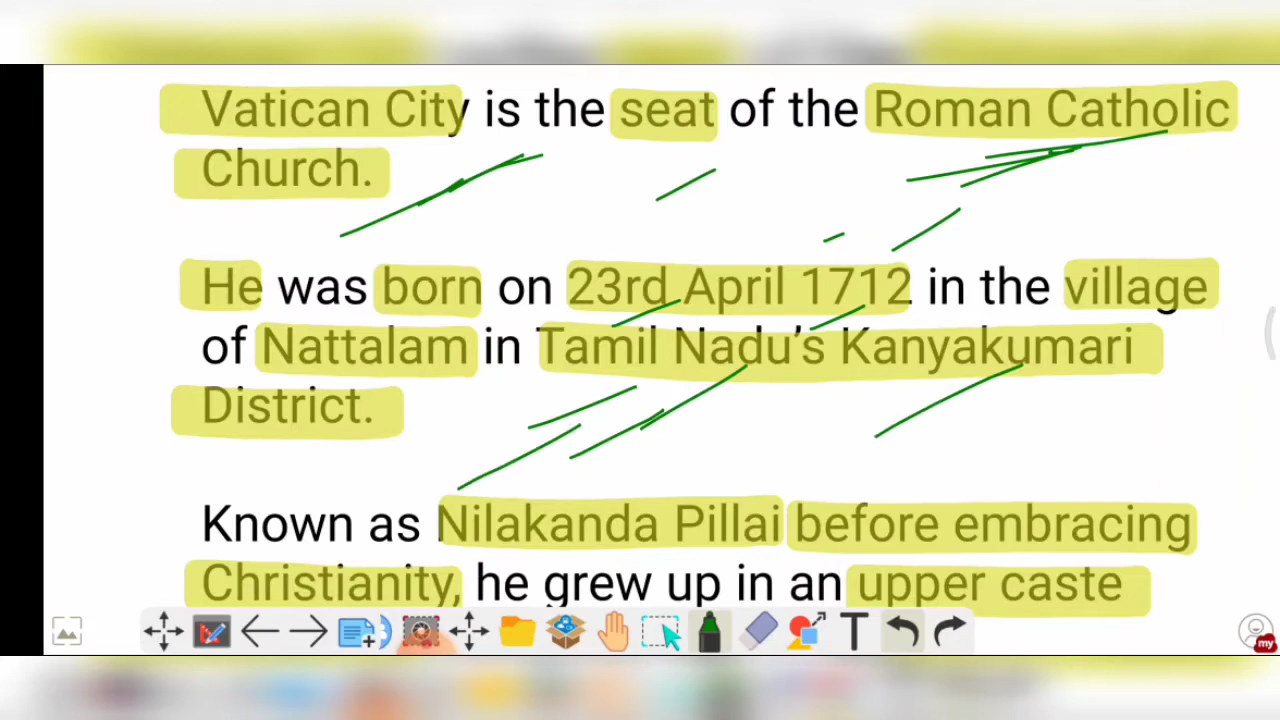 Vatican City is the seat of the Roman Catholic
Church.
He was born on 23rd April 1712 in the village
of Nattalam in Tamil Nadu's Kanyakumari
District.
Known as Nilakanda Pillai before embracing
Christianity, he grew up in an upper caste
T
my